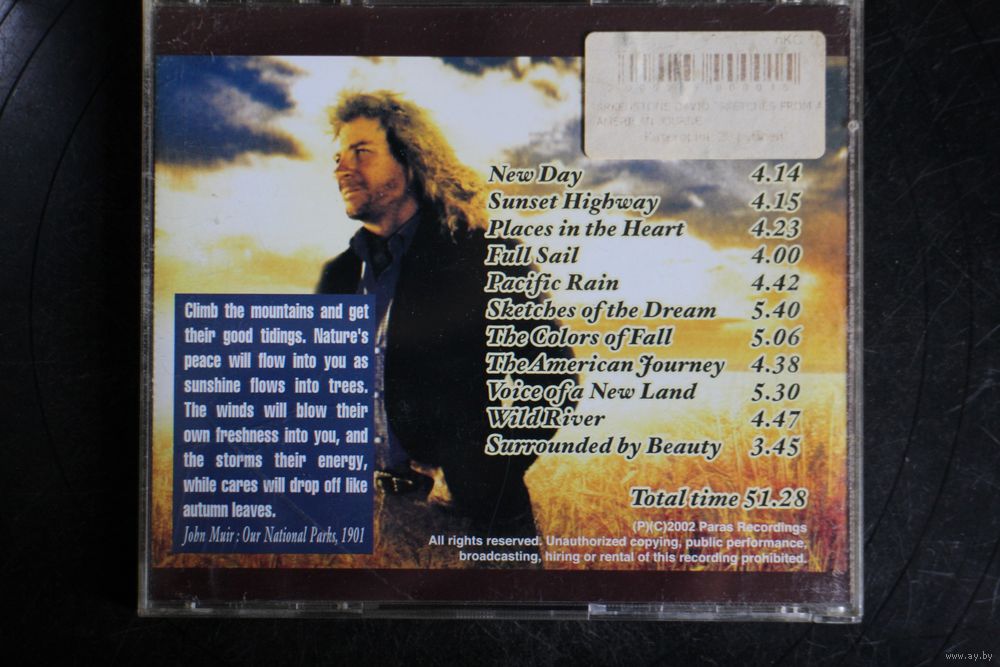 ARKENSTONE DAVID "SKETCHES FROM A
New Day 4.14
Sunset Highway 4.15
Places in the Heart 4.23
Full Sail 4.00
Pacific Rain 4.42
Sketches of the Dream 5.40
The Colors of Fall 5.06
The American Journey 4.38
Voice of a New Land 5.30
Wild River 4.47
Surrounded by Beauty 3.45
Total time 51.28
Climb the mountains and get
their good tidings. Nature's
peace will flow into you as
sunshine flows into trees.
The winds will blow their
own freshness into you, and
the storms their energy,
while cares will drop off like
autumn leaves.
John Muir : Our National Parks, 1901
(P)(C)2002 Paras Recordings
All rights reserved. Unauthorized copying, public performance,
broadcasting, hiring or rental of this recording prohibited.
www.ay.by